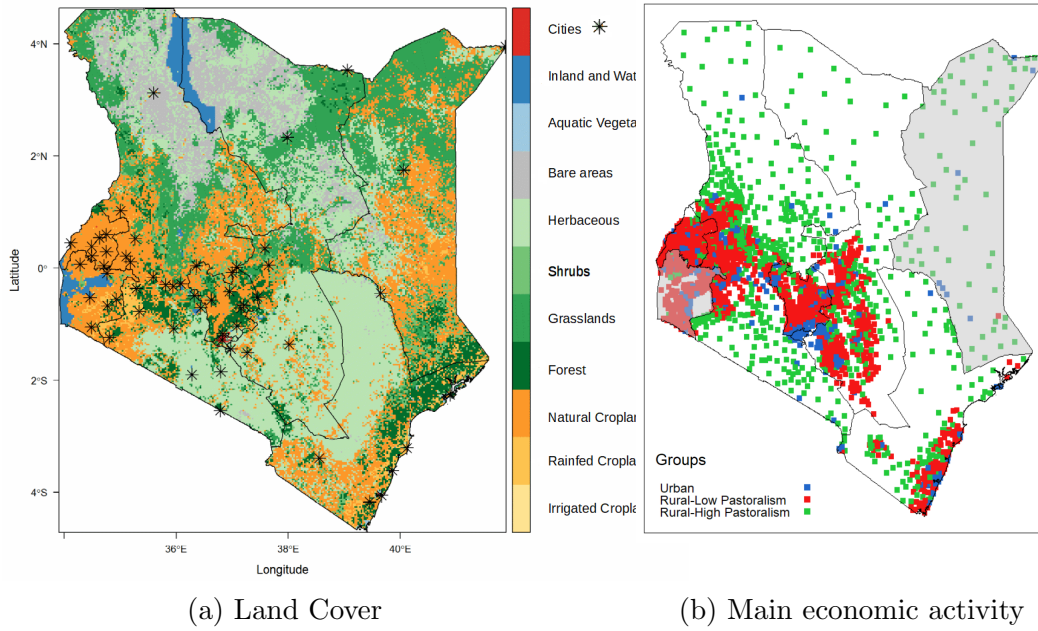 4°N
2°N
0°
2°S
4°S
Latitude
36°E
38°E
40°E
Longitude
Cities
Inland and Wat
Aquatic Vegeta
Bare areas
Herbaceous
Shrubs
Grasslands
Forest
Natural Croplan
Rainfed Cropla
Irrigated Cropla
Groups
Urban
Rural-Low Pastoralism
Rural-High Pastoralism
(a) Land Cover
(b) Main economic activity